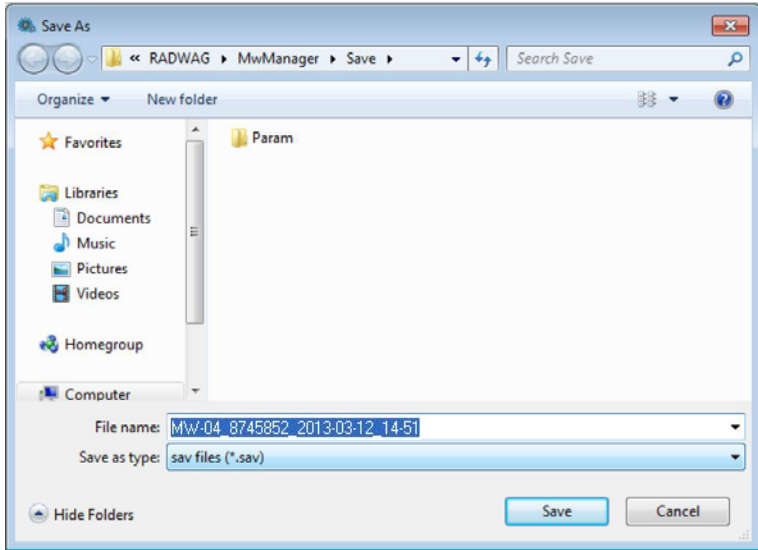 Save As
« RADWAG ▸ MwManager ▸ Save ▸ Search Save
Organize ▾ New folder
Favorites
Param
Libraries
Documents
Music
Pictures
Videos
Homegroup
Computer
File name: MW-04_8745852_2013-03-12_14-51
Save as type: sav files (*.sav)
Hide Folders Save Cancel